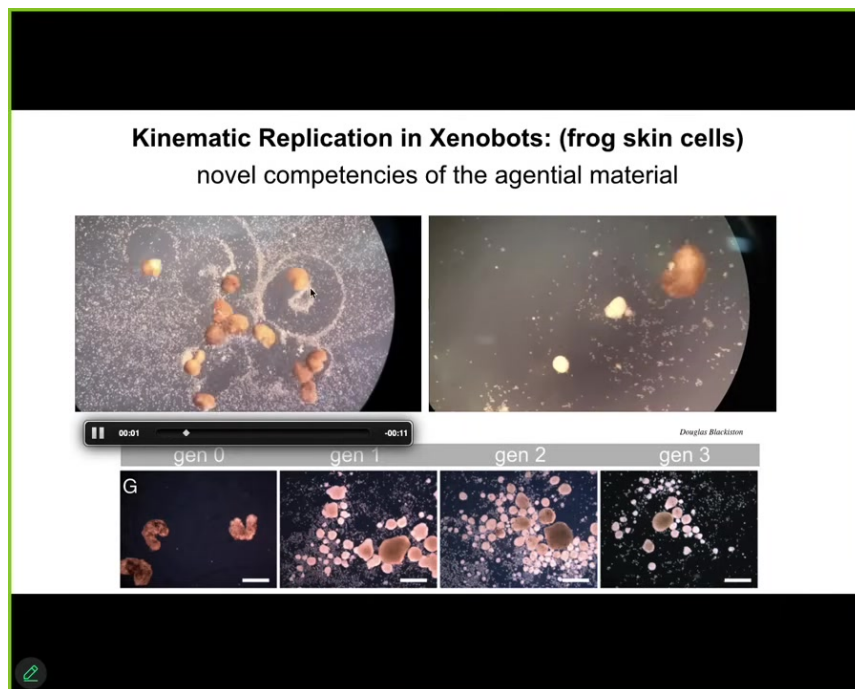 Kinematic Replication in Xenobots: (frog skin cells)
novel competencies of the agential material
00:01
-00:11
Douglas Blackiston
gen 0
gen 1
gen 2
gen 3
G